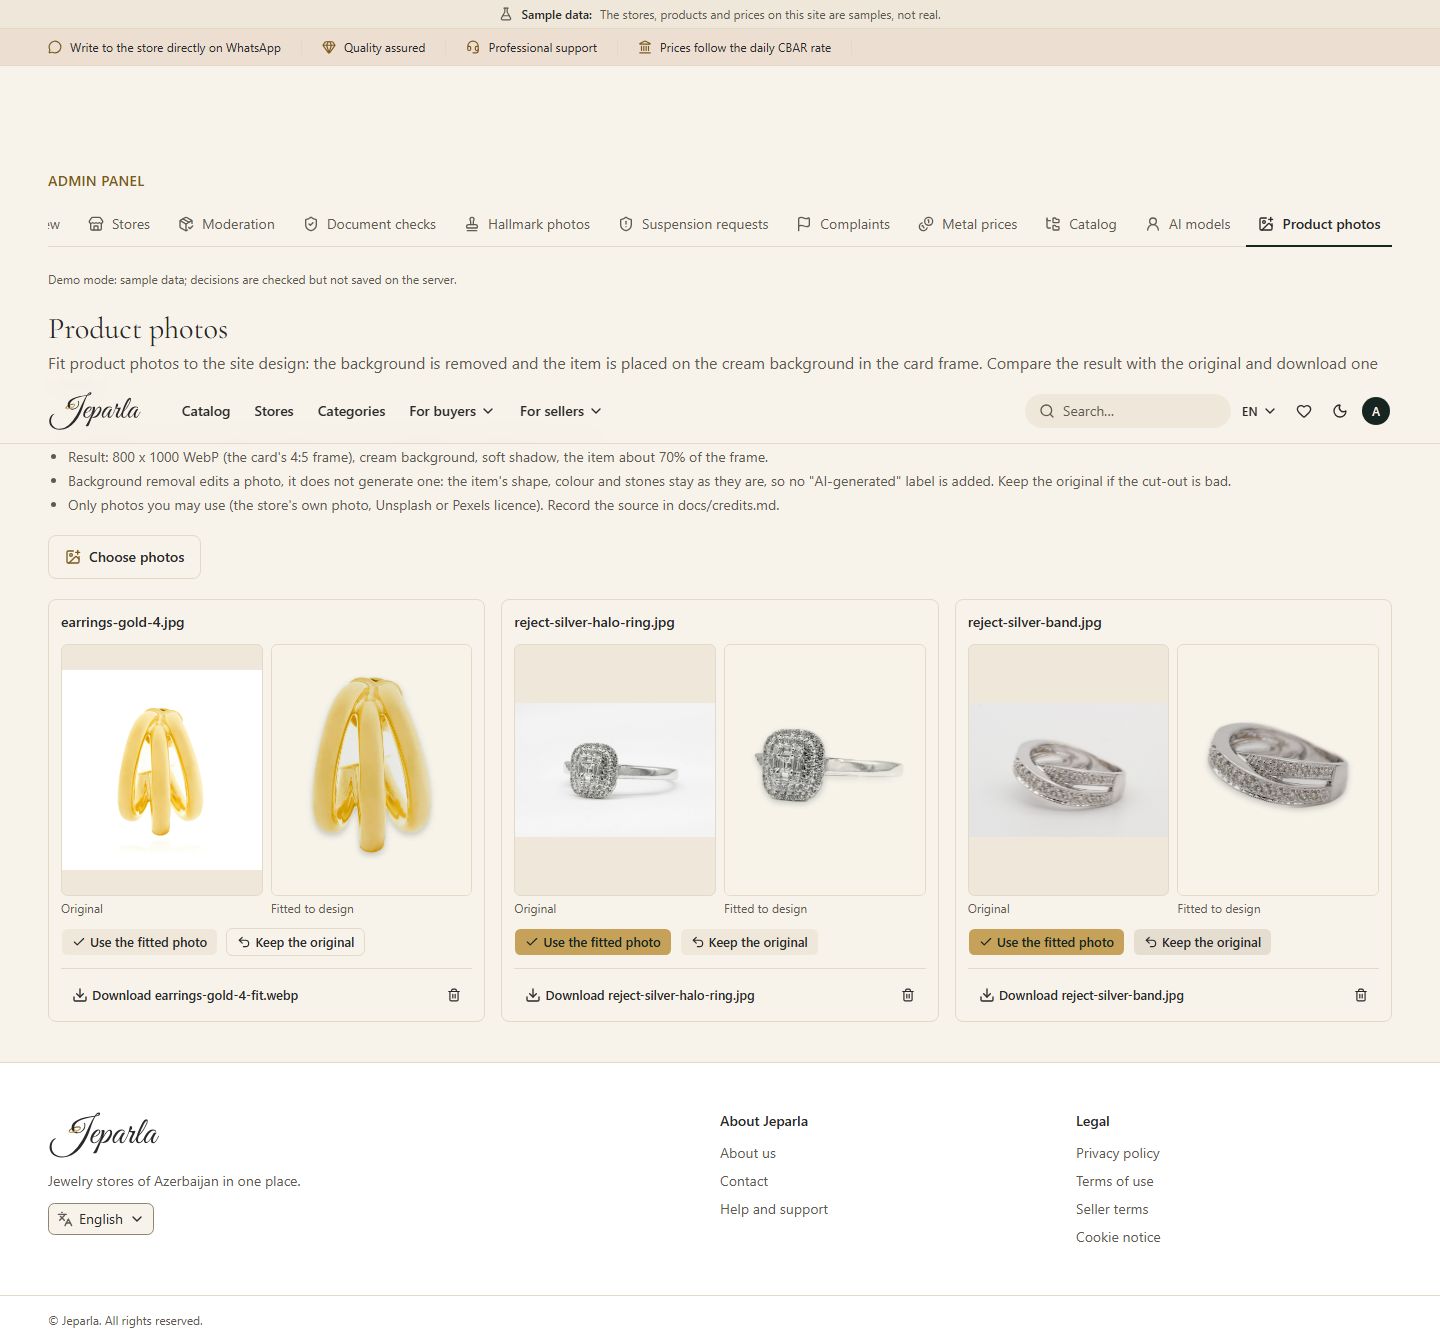 Sample data: The stores, products and prices on this site are samples, not real.
Write to the store directly on WhatsApp Quality assured Professional support Prices follow the daily CBAR rate
ADMIN PANEL
ew Stores Moderation Document checks Hallmark photos Suspension requests Complaints Metal prices Catalog AI models Product photos
Demo mode: sample data; decisions are checked but not saved on the server.
Product photos
Fit product photos to the site design: the background is removed and the item is placed on the cream background in the card frame. Compare the result with the original and download one
Jeparla Catalog Stores Categories For buyers For sellers Search... EN A
Result: 800 x 1000 WebP (the card's 4:5 frame), cream background, soft shadow, the item about 70% of the frame.
Background removal edits a photo, it does not generate one: the item's shape, colour and stones stay as they are, so no "AI-generated" label is added. Keep the original if the cut-out is bad.
Only photos you may use (the store's own photo, Unsplash or Pexels licence). Record the source in docs/credits.md.
Choose photos
earrings-gold-4.jpg
Original Fitted to design
Use the fitted photo Keep the original
Download earrings-gold-4-fit.webp
reject-silver-halo-ring.jpg
Original Fitted to design
Use the fitted photo Keep the original
Download reject-silver-halo-ring.jpg
reject-silver-band.jpg
Original Fitted to design
Use the fitted photo Keep the original
Download reject-silver-band.jpg
Jeparla
Jewelry stores of Azerbaijan in one place.
English
About Jeparla
About us
Contact
Help and support
Legal
Privacy policy
Terms of use
Seller terms
Cookie notice
© Jeparla. All rights reserved.